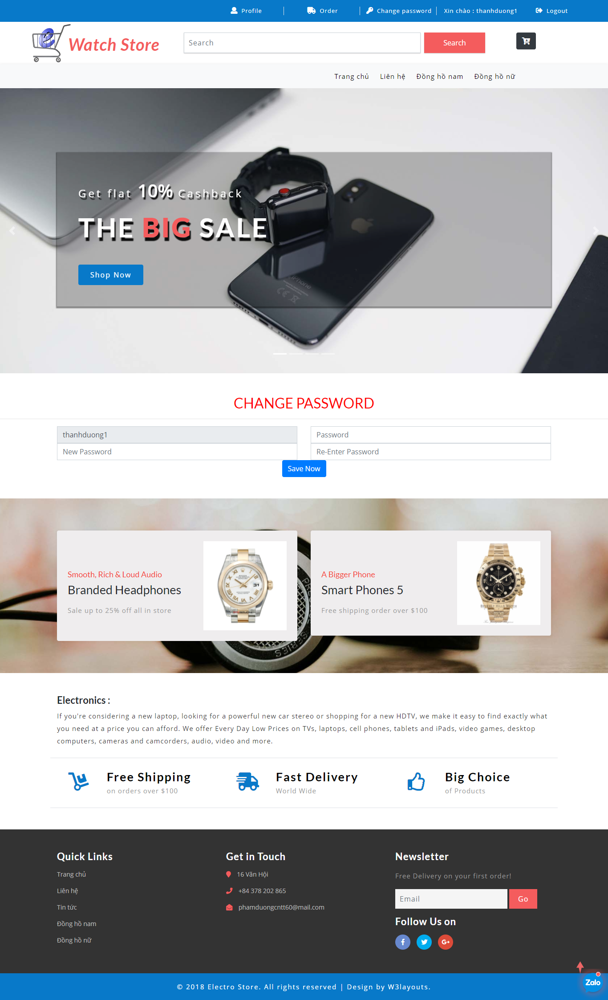 Profile
Order
Change password
Xin chào : thanhduong1
Logout
Watch Store
Search
Search
Trang chủ
Liên hệ
Đồng hồ nam
Đồng hồ nữ
Get flat 10% Cashback
THE BIG SALE
Shop Now
iPhone
CHANGE PASSWORD
thanhduong1
Password
New Password
Re-Enter Password
Save Now
Smooth, Rich & Loud Audio
Branded Headphones
Sale up to 25% off all in store
31
A Bigger Phone
Smart Phones 5
Free shipping order over $100
BEVERLY HILLS WATCH
SERIES
Electronics :
If you're considering a new laptop, looking for a powerful new car stereo or shopping for a new HDTV, we make it easy to find exactly what
you need at a price you can afford. We offer Every Day Low Prices on TVs, laptops, cell phones, tablets and iPads, video games, desktop
computers, cameras and camcorders, audio, video and more.
Free Shipping
on orders over $100
Fast Delivery
World Wide
Big Choice
of Products
Quick Links
Trang chủ
Liên hệ
Tin tức
Đồng hồ nam
Đồng hồ nữ
Get in Touch
16 Văn Hội
+84 378 202 865
phamduongcntt60@mail.com
Newsletter
Free Delivery on your first order!
Email
Go
Follow Us on
© 2018 Electro Store. All rights reserved | Design by W3layouts.
Zalo